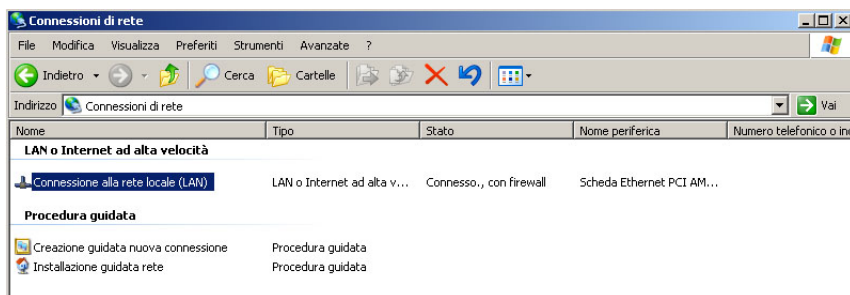 Connessioni di rete
File Modifica Visualizza Preferiti Strumenti Avanzate ?
Indietro Cerca Cartelle
Indirizzo Connessioni di rete Vai
Nome Tipo Stato Nome periferica Numero telefonico o in
LAN o Internet ad alta velocità
Connessione alla rete locale (LAN) LAN o Internet ad alta v... Connesso., con firewall Scheda Ethernet PCI AM...
Procedura guidata
Creazione guidata nuova connessione Procedura guidata
Installazione guidata rete Procedura guidata